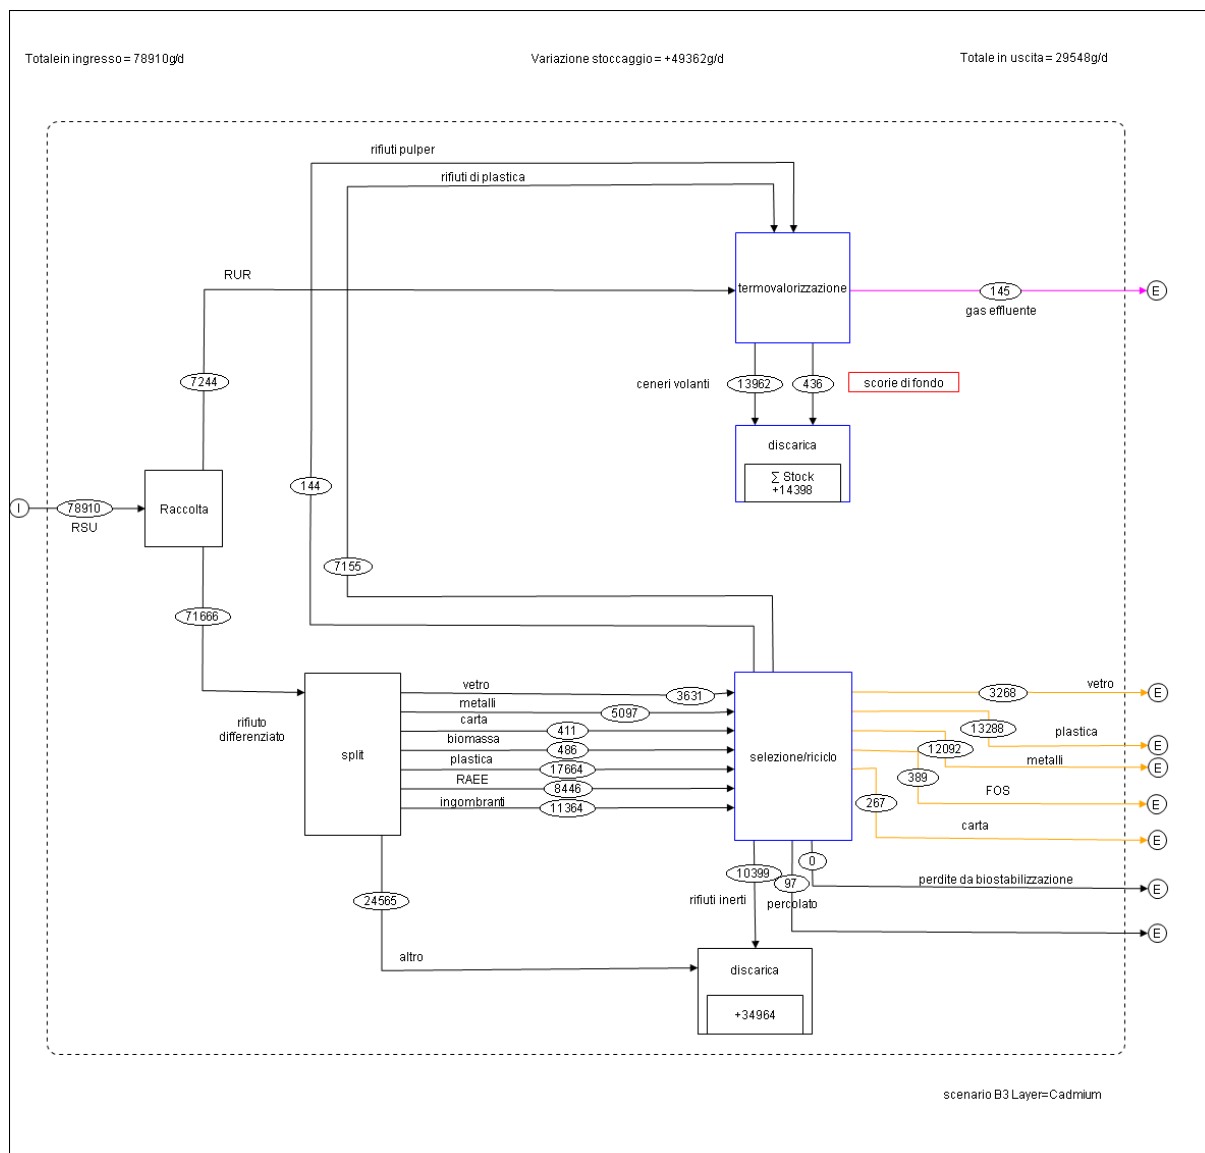 Totalein ingresso= 78910g/d
Variazione stoccaggio= +49362g/d
Totale in uscita= 29548g/d
rifiuti pulper
rifiuti di plastica
RUR
termovalorizzazione
145
E
gas effluente
7244
ceneri volanti
13962
436
scorie di fondo
discarica
∑ Stock
+14398
144
I
78910
RSU
Raccolta
7155
71666
rifiuto
differenziato
split
vetro
3631
metalli
5097
carta
411
biomassa
486
plastica
17664
RAEE
8446
ingombranti
11364
selezione/riciclo
3268
vetro
E
13288
plastica
E
12092
metalli
E
389
FOS
E
267
carta
E
0
perdite da biostabilizzazione
E
10399
97
rifiuti inerti
percolato
E
24565
altro
discarica
+34964
scenario B3 Layer=Cadmium